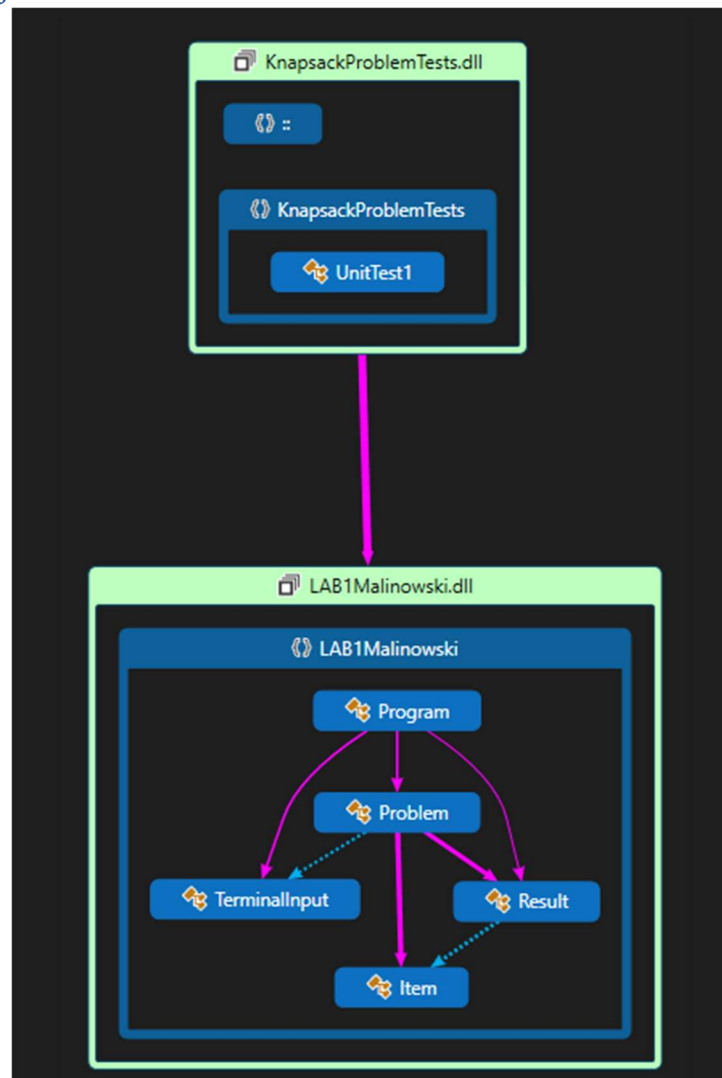 KnapsackProblemTests.dll
::
KnapsackProblemTests
UnitTest1
LAB1Malinowski.dll
LAB1Malinowski
Program
Problem
TerminalInput
Result
Item